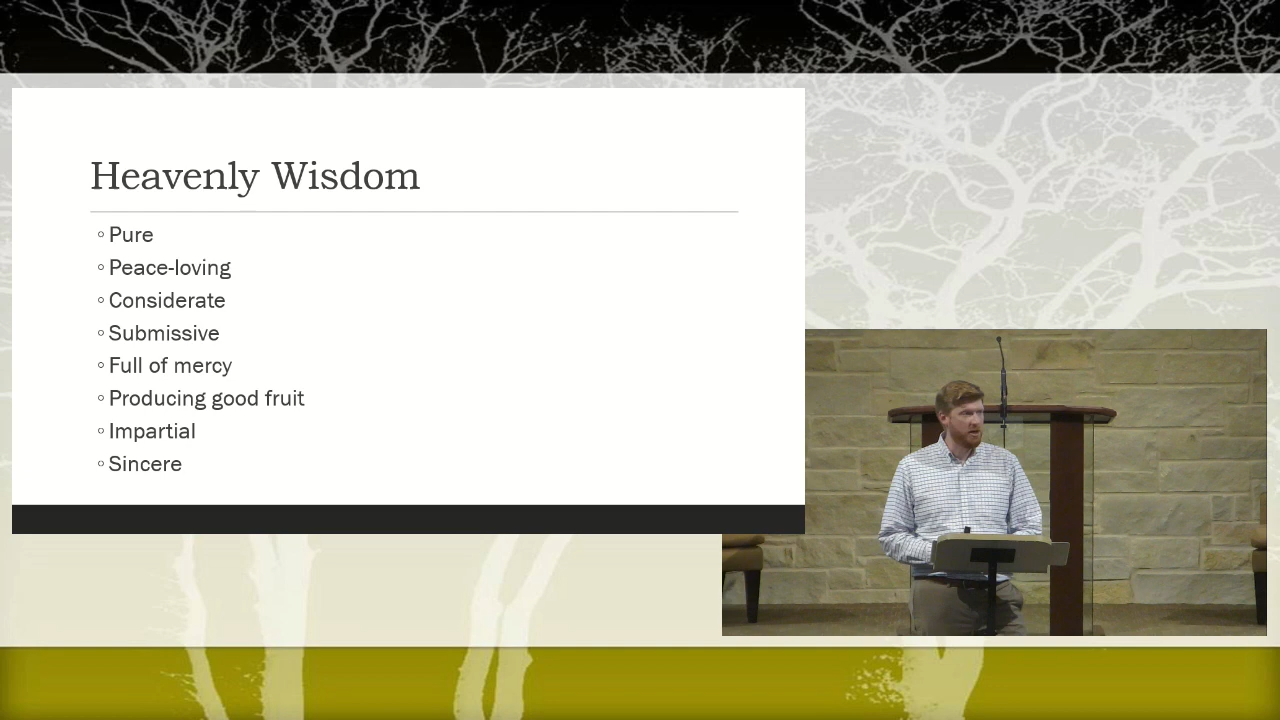 Heavenly Wisdom
◦ Pure
◦ Peace-loving
◦ Considerate
◦ Submissive
◦ Full of mercy
◦ Producing good fruit
◦ Impartial
◦ Sincere